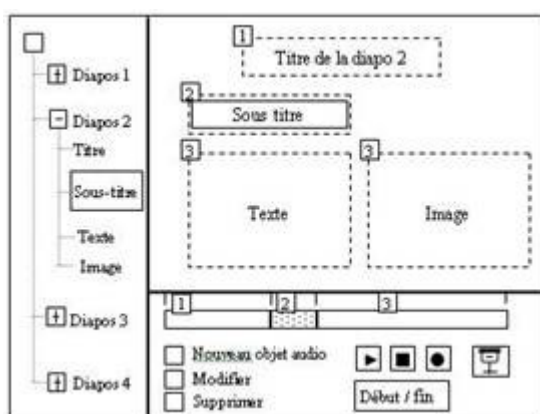 Diapos 1
Diapos 2
Titre
Sous-titre
Texte
Image
Diapos 3
Diapos 4
1
Titre de la diapo 2
2
Sous titre
3
Texte
3
Image
1
2
3
Nouveau objet audio
Modifier
Supprimer
Début / fin